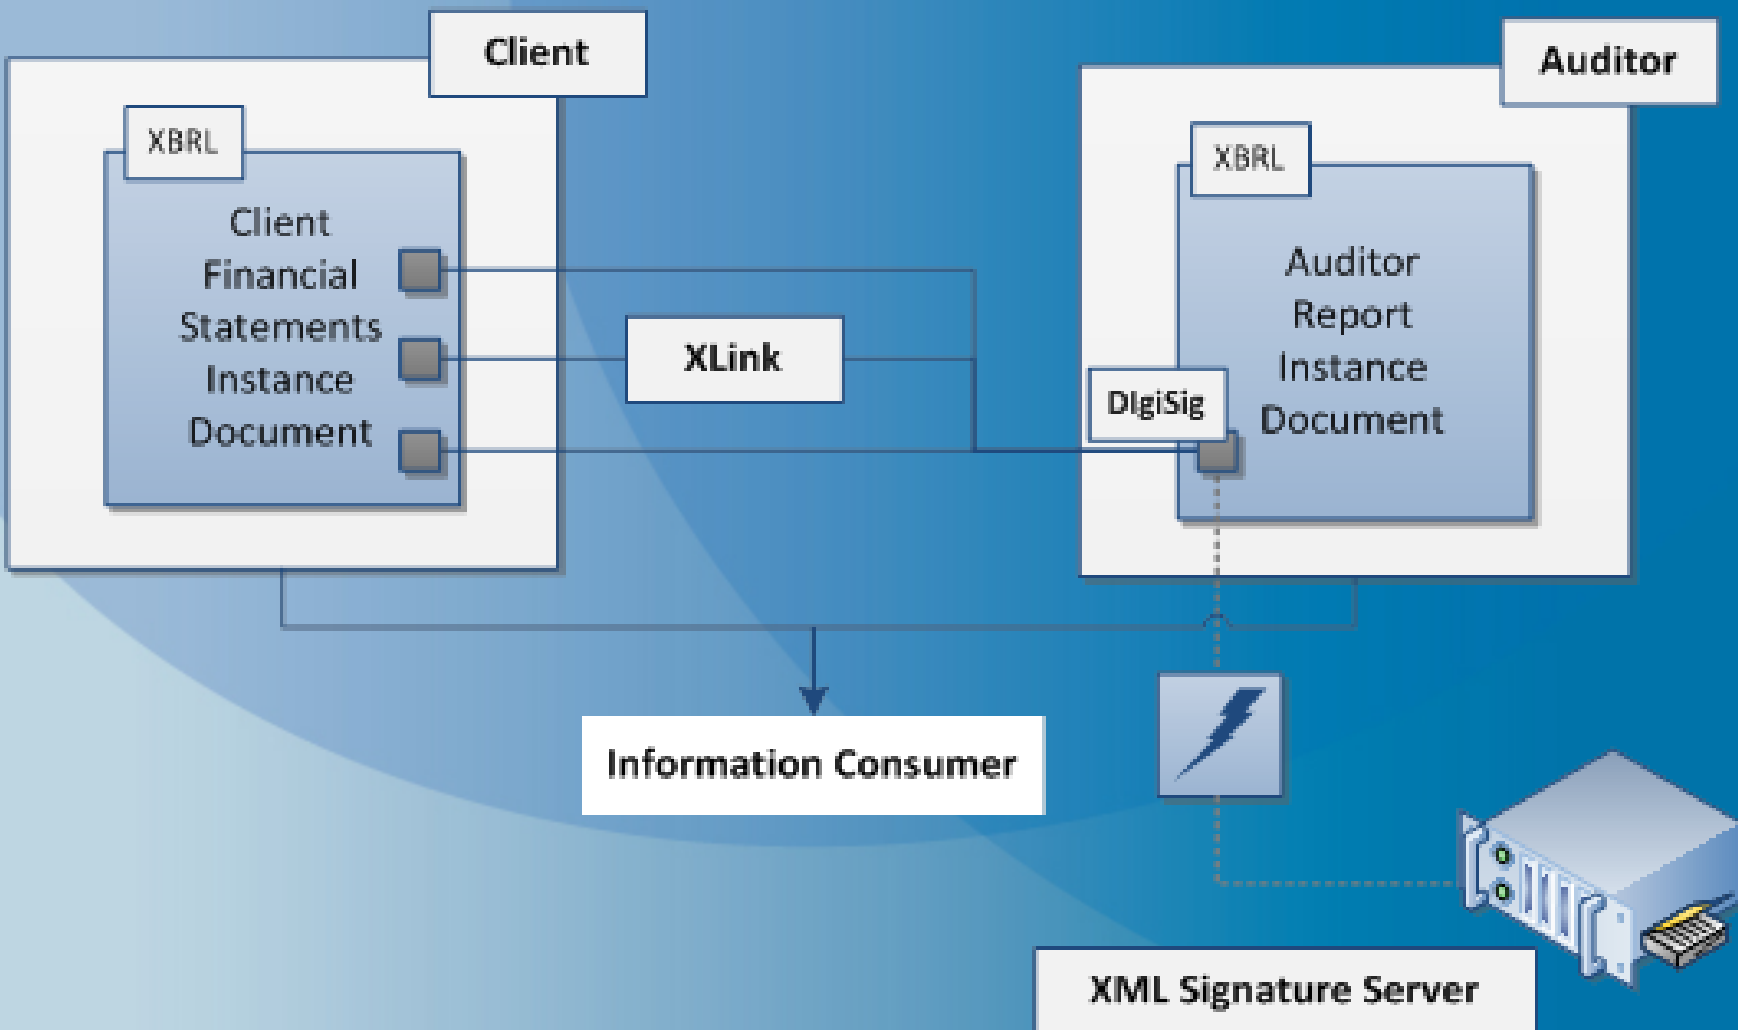 Client
XBRL
Client
Financial
Statements
Instance
Document
XLink
Auditor
XBRL
Auditor
Report
Instance
Document
DIgiSig
Information Consumer
XML Signature Server